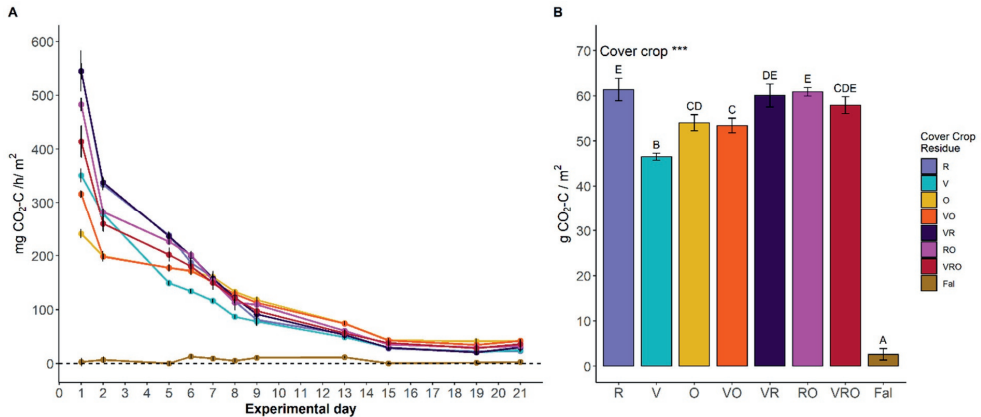 A
mg CO₂-C /h/ m²
600
500
400
300
200
100
0
0 1 2 3 4 5 6 7 8 9 10 11 12 13 14 15 16 17 18 19 20 21
Experimental day
B
g CO₂-C / m²
70
60
50
40
30
20
10
0
Cover crop ***
E
B
CD
C
DE
E
CDE
A
R V O VO VR RO VRO Fal
Cover Crop
Residue
R
V
O
VO
VR
RO
VRO
Fal